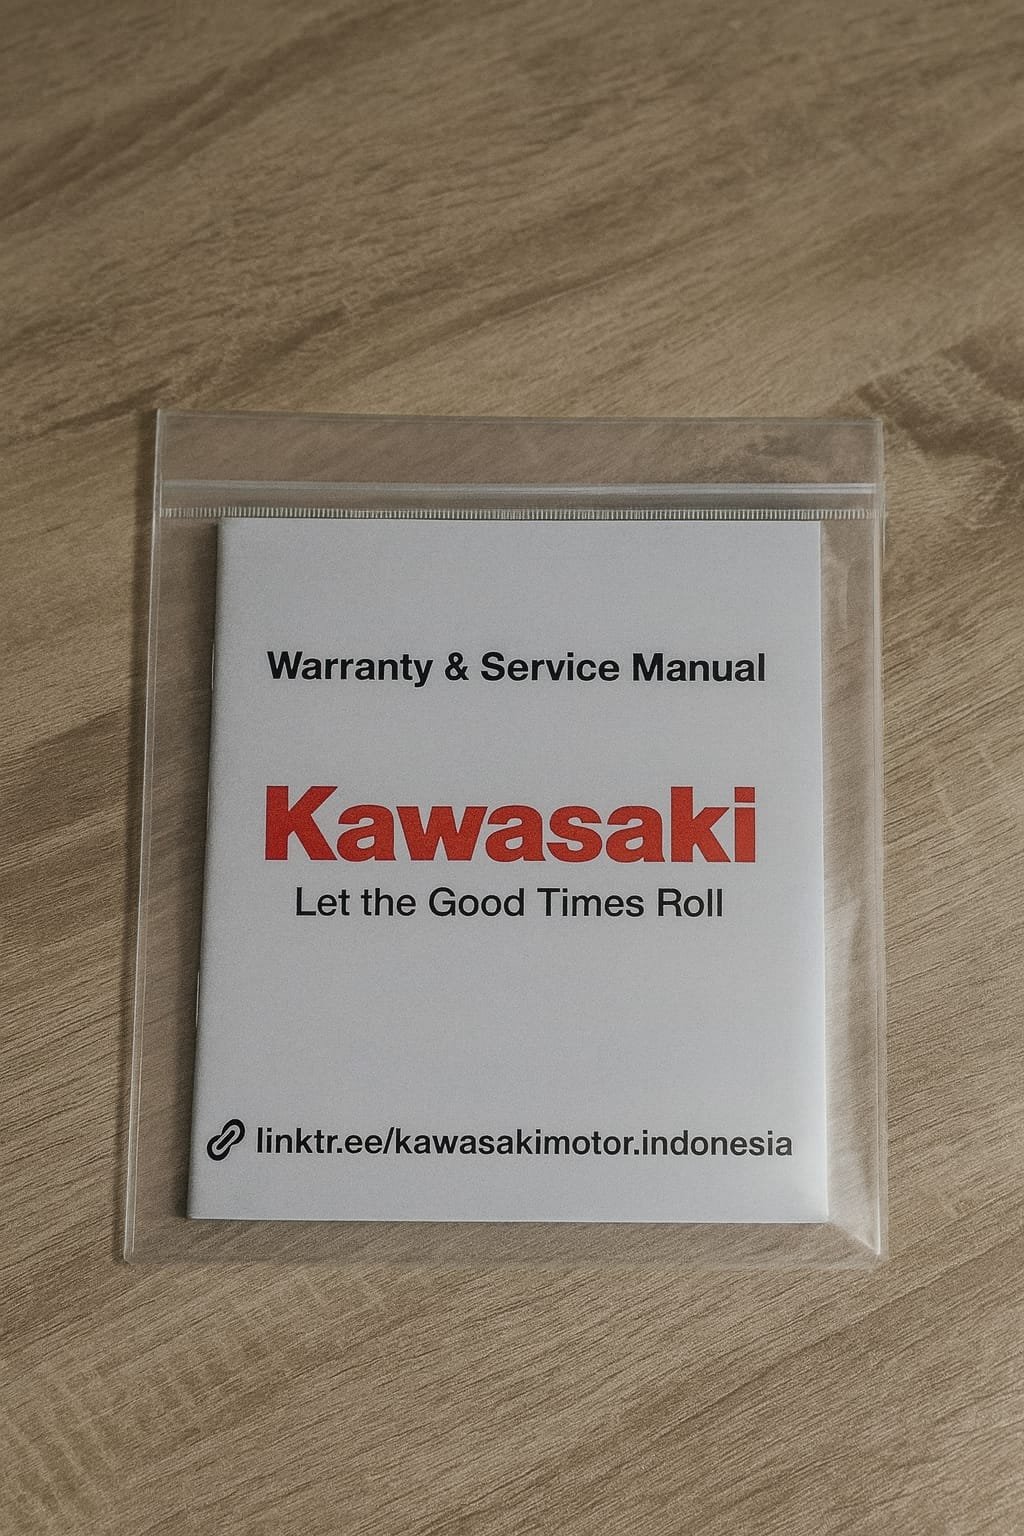 Warranty & Service Manual
Kawasaki
Let the Good Times Roll
linktr.ee/kawasakimotor.indonesia